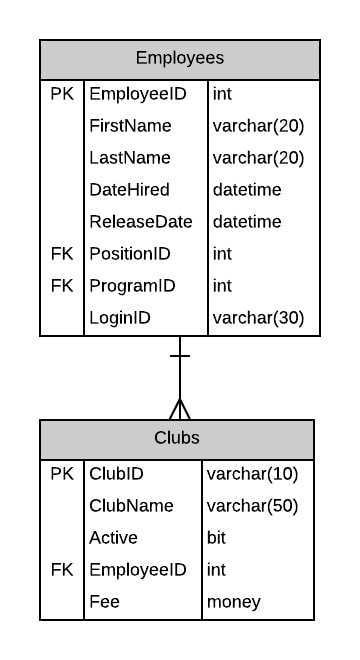 Employees
PK EmployeeID int
FirstName varchar(20)
LastName varchar(20)
DateHired datetime
ReleaseDate datetime
FK PositionID int
FK ProgramID int
LoginID varchar(30)
Clubs
PK ClubID varchar(10)
ClubName varchar(50)
Active bit
FK EmployeeID int
Fee money